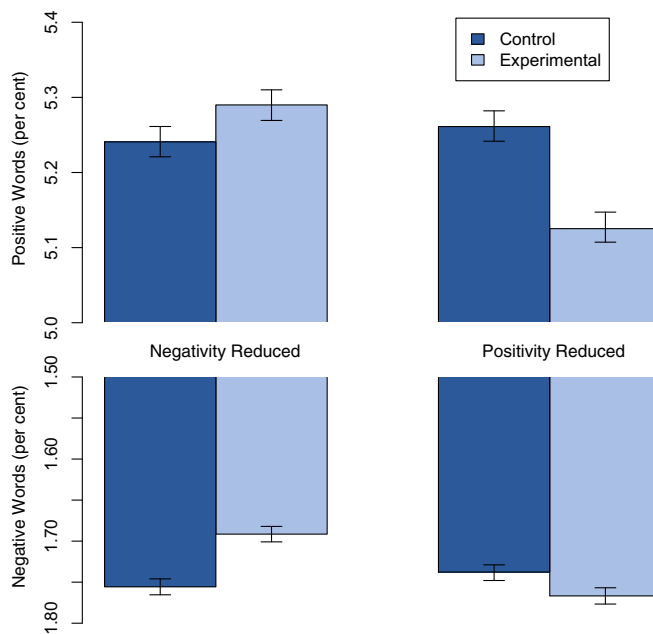 5.4
Control
Experimental
5.3
5.2
5.1
5.0
Positive Words (per cent)
Negativity Reduced
Positivity Reduced
1.50
1.60
1.70
1.80
Negative Words (per cent)